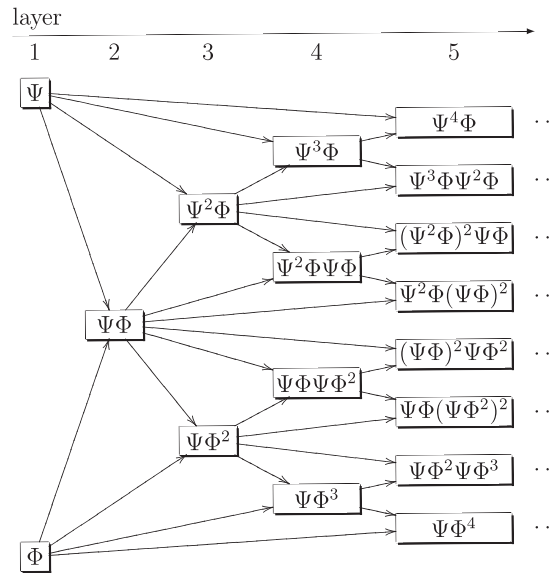 layer
1 2 3 4 5
Ψ
Ψ⁴Φ ··
Ψ³Φ
Ψ³ΦΨ²Φ ··
Ψ²Φ
(Ψ²Φ)²ΨΦ ··
Ψ²ΦΨΦ
Ψ²Φ(ΨΦ)² ··
ΨΦ
(ΨΦ)²ΨΦ² ··
ΨΦΨΦ²
ΨΦ(ΨΦ²)² ··
ΨΦ²
ΨΦ²ΨΦ³ ··
ΨΦ³
ΨΦ⁴ ··
Φ